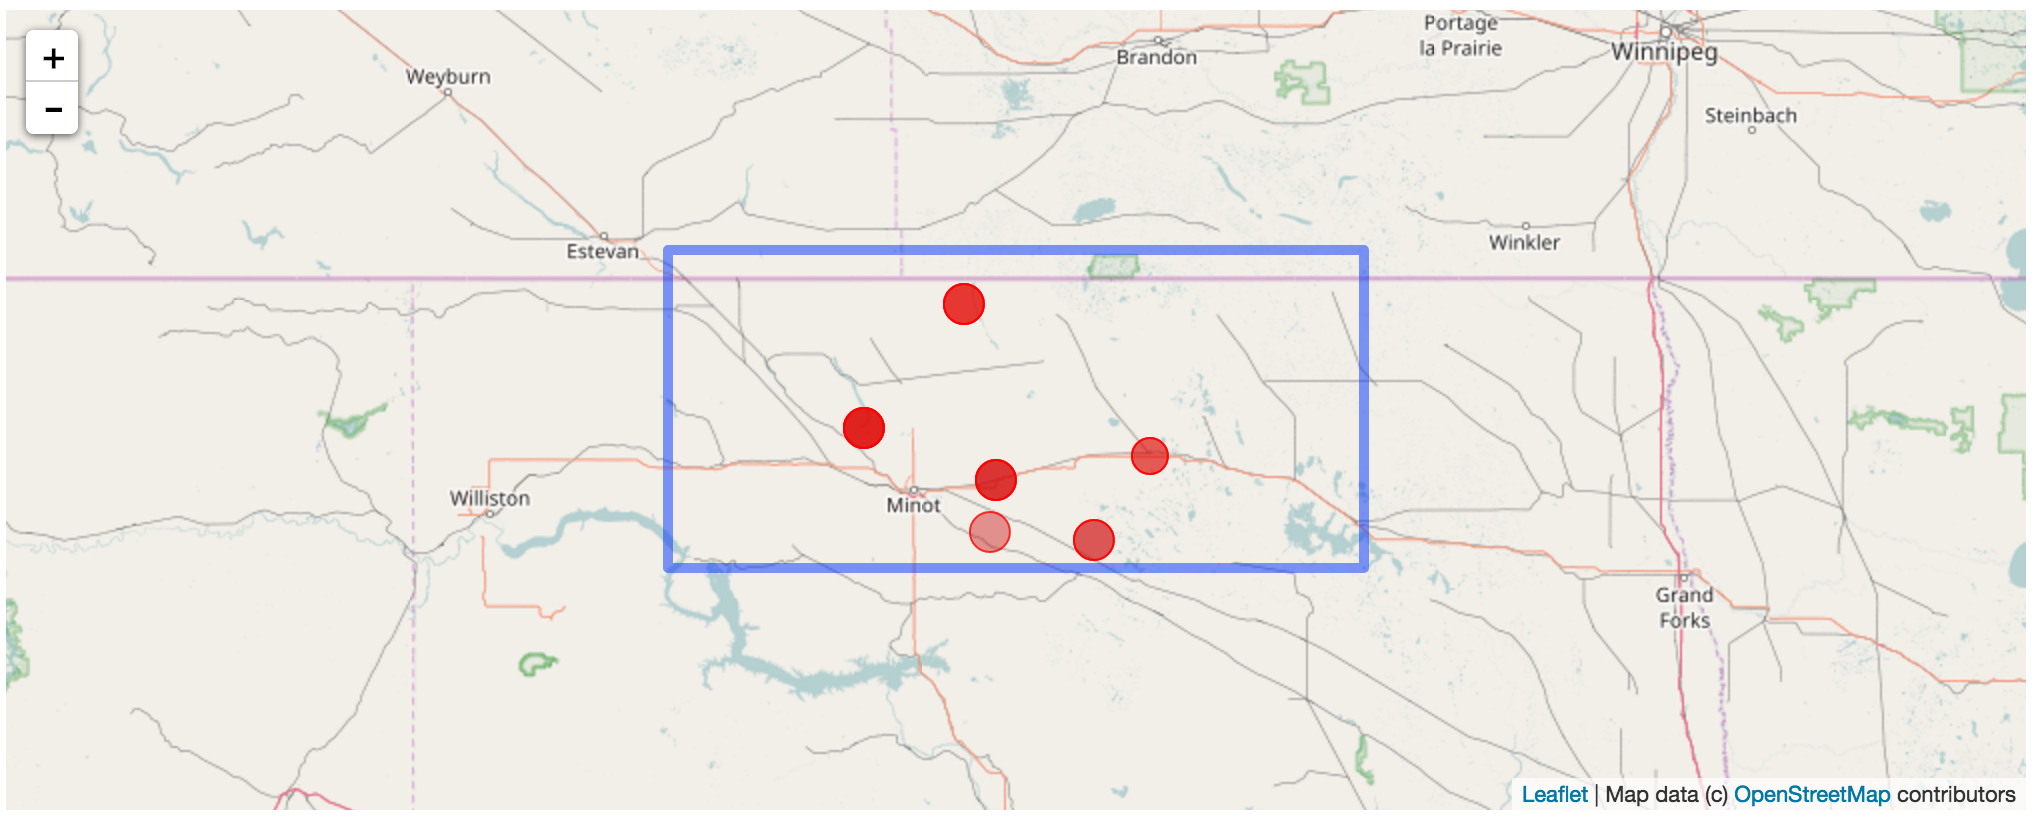 +
-
Portage
la Prairie
Winnipeg
Brandon
Weyburn
Steinbach
Estevan
Winkler
Williston
Minot
Grand
Forks
Leaflet | Map data (c) OpenStreetMap contributors